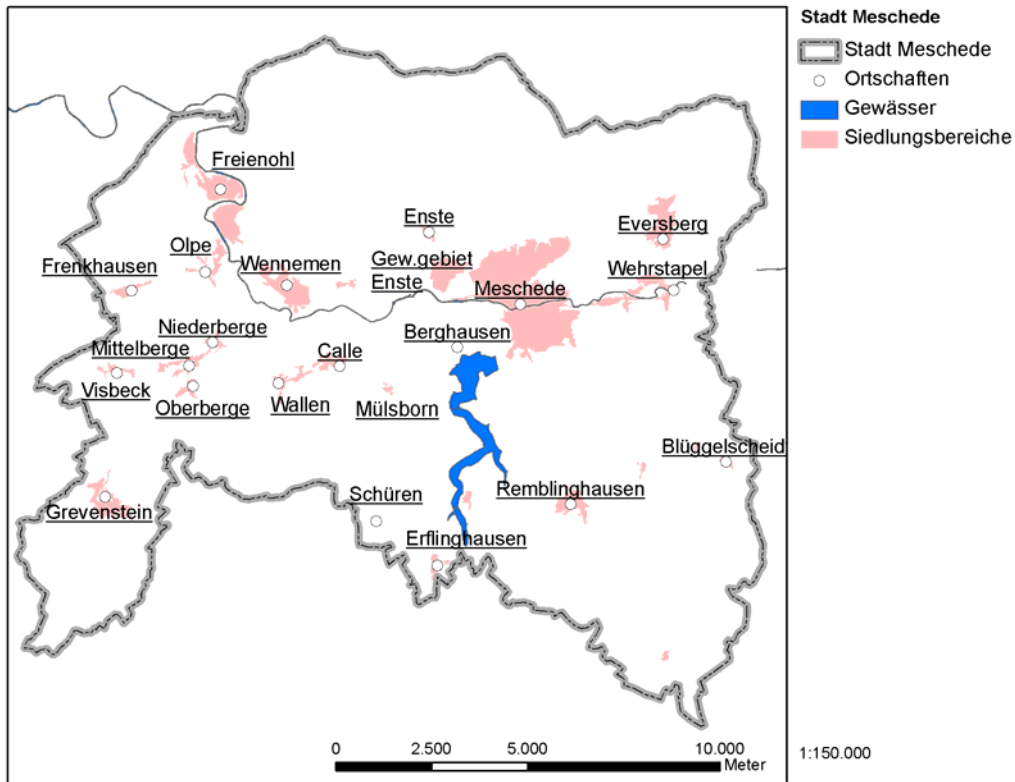 Stadt Meschede
Stadt Meschede
Ortschaften
Gewässer
Siedlungsbereiche
Freienohl
Enste
Eversberg
Olpe
Frenkhausen
Wennemen
Gew.gebiet
Enste
Wehrstapel
Meschede
Niederberge
Berghausen
Mittelberge
Calle
Visbeck
Oberberge
Wallen
Mülsborn
Blüggelscheid
Schüren
Remblinghausen
Grevenstein
Erflinghausen
0 2.500 5.000 10.000
Meter
1:150.000